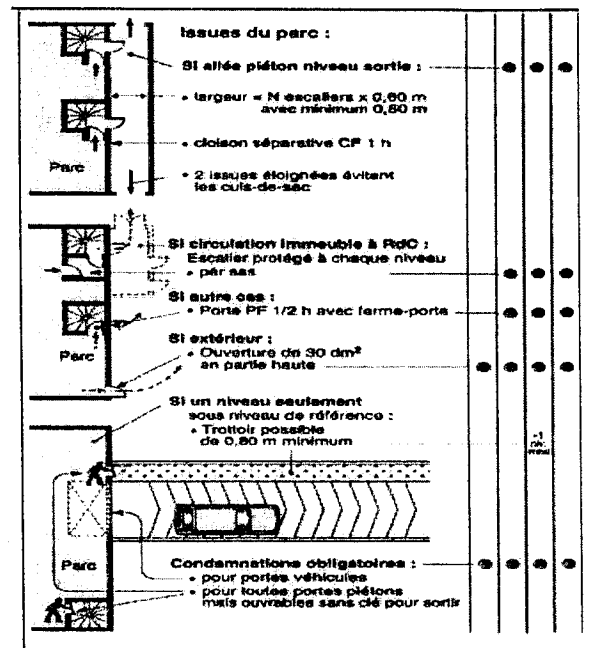 Issues du parc :
Si allée piéton niveau sortie :
• largeur = N escaliers x 0,60 m
avec minimum 0,80 m
• cloison séparative CF 1 h
Parc
• 2 issues éloignées évitant
les culs-de-sac
Si circulation immeuble à RdC :
Escalier protégé à chaque niveau
• par sas
Si autre cas :
• Porte PF 1/2 h avec ferme-porte
Si extérieur :
Parc
• Ouverture de 30 dm²
en partie haute
Si un niveau seulement
sous niveau de référence :
• Trottoir possible
de 0,80 m minimum
Parc
Condamnations obligatoires :
• pour portes véhicules
• pour toutes portes piétons
mais ouvrables sans clé pour sortir